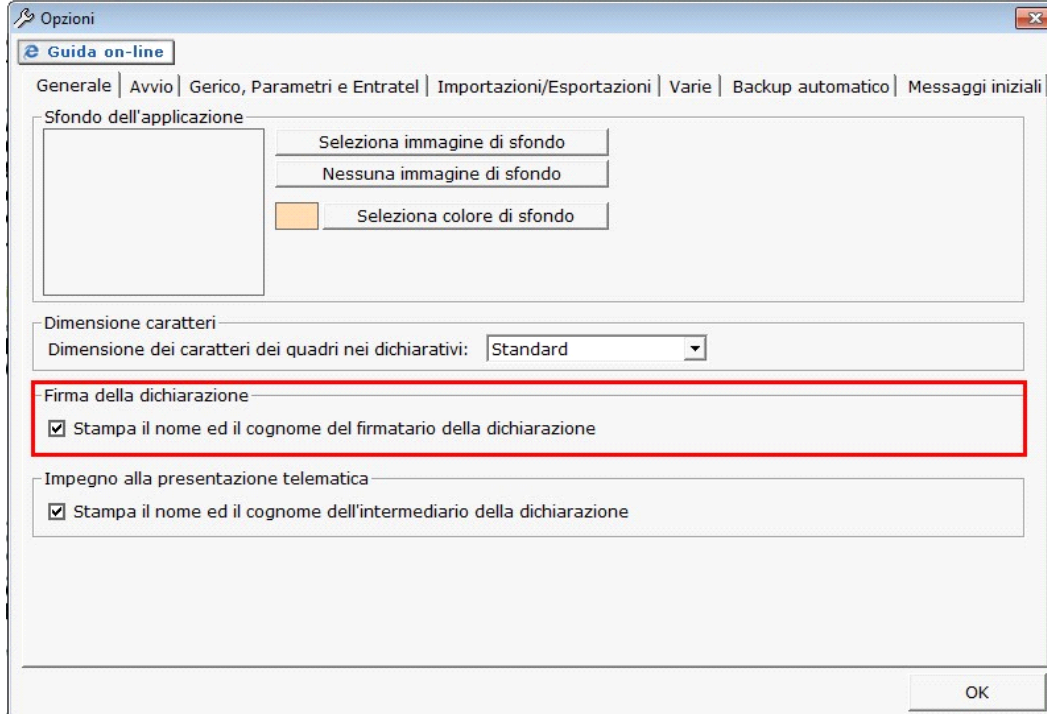 Opzioni
Guida on-line
Generale Avvio Gerico, Parametri e Entratel Importazioni/Esportazioni Varie Backup automatico Messaggi iniziali
Sfondo dell'applicazione
Seleziona immagine di sfondo
Nessuna immagine di sfondo
Seleziona colore di sfondo
Dimensione caratteri
Dimensione dei caratteri dei quadri nei dichiarativi: Standard
Firma della dichiarazione
Stampa il nome ed il cognome del firmatario della dichiarazione
Impegno alla presentazione telematica
Stampa il nome ed il cognome dell'intermediario della dichiarazione
OK